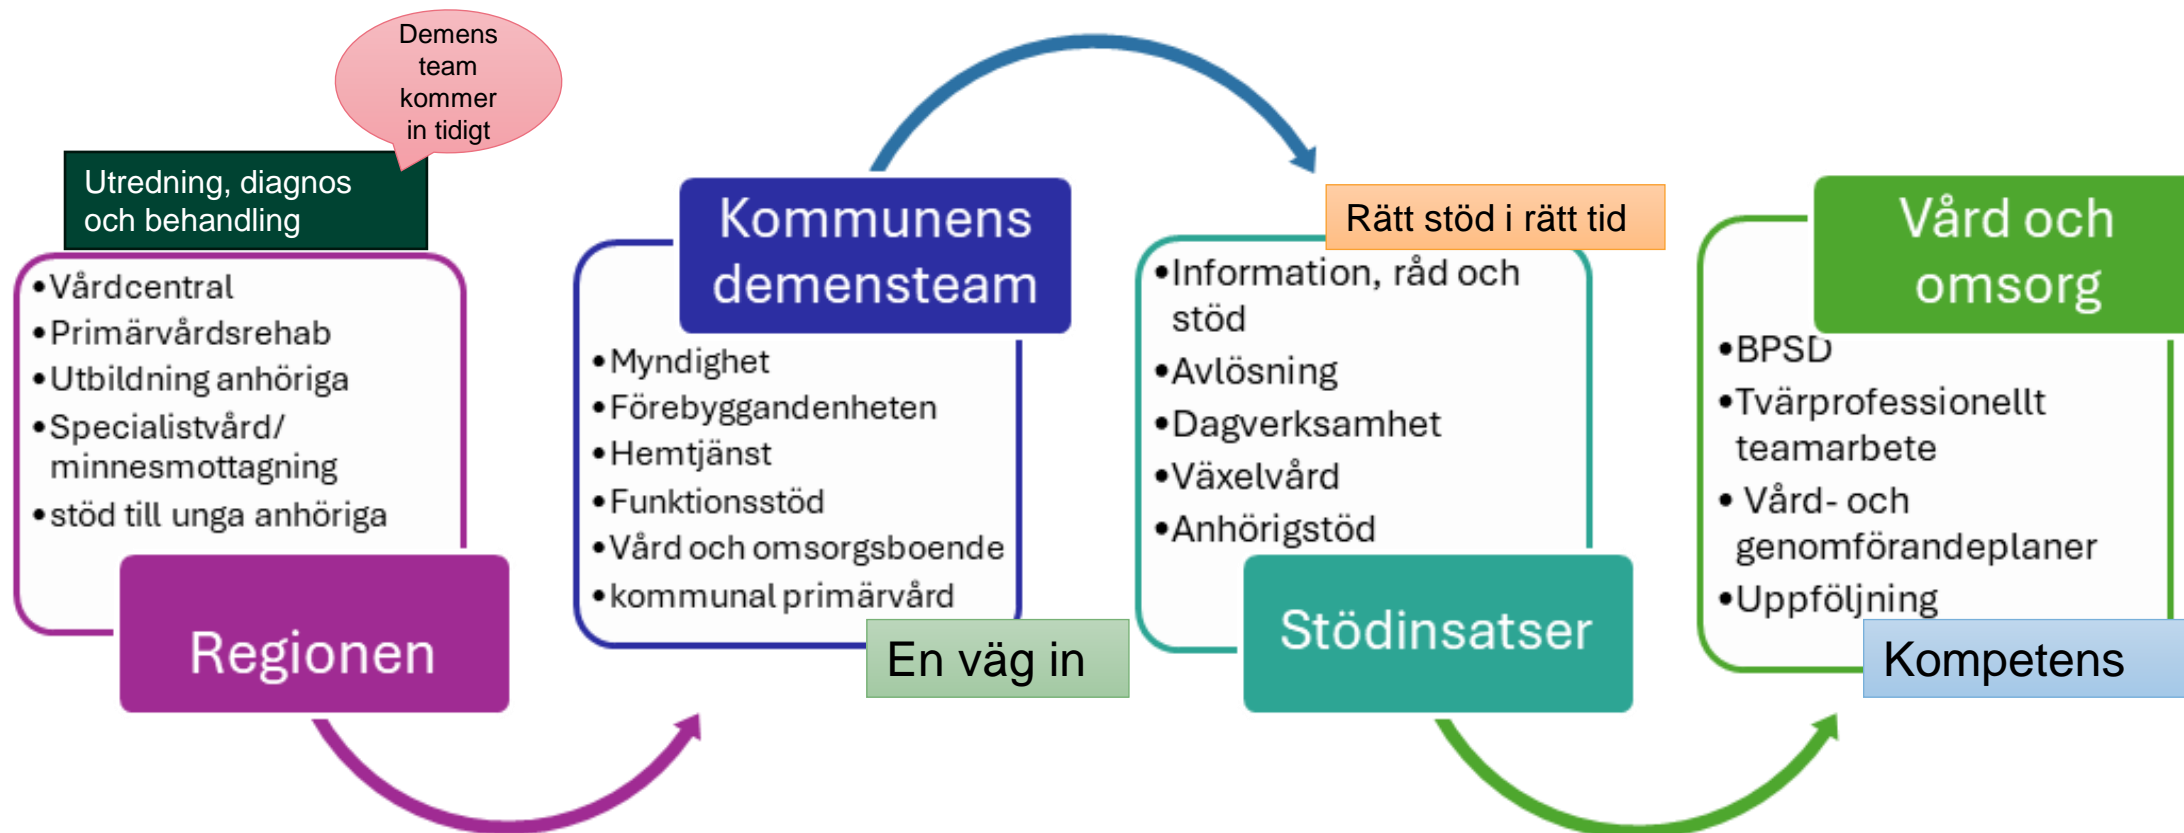 Demens
team
kommer
in tidigt
Utredning, diagnos
och behandling
•Vårdcentral
•Primärvårdsrehab
•Utbildning anhöriga
•Specialistvård/
minnesmottagning
•stöd till unga anhöriga
Regionen
Kommunens
demensteam
•Myndighet
•Förebyggandenheten
•Hemtjänst
•Funktionsstöd
•Vård och omsorgsboende
•kommunal primärvård
En väg in
Rätt stöd i rätt tid
•Information, råd och
stöd
•Avlösning
•Dagverksamhet
•Växelvård
•Anhörigstöd
Stödinsatser
Vård och
omsorg
•BPSD
•Tvärprofessionellt
teamarbete
• Vård- och
genomförandeplaner
•Uppföljning
Kompetens